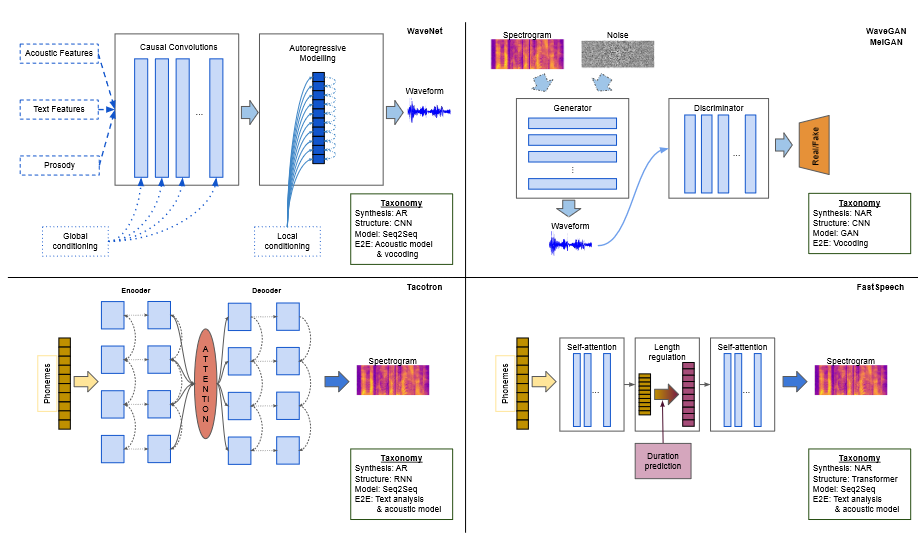 WaveNet
Causal Convolutions
Autoregressive
Modelling
Acoustic Features
Text Features
Prosody
...
Waveform
Global
conditioning
Local
conditioning
Taxonomy
Synthesis: AR
Structure: CNN
Model: Seq2Seq
E2E: Acoustic model
& vocoding
WaveGAN
MelGAN
Spectrogram
Noise
Generator
...
Discriminator
...
Real/Fake
Waveform
Taxonomy
Synthesis: NAR
Structure: CNN
Model: GAN
E2E: Vocoding
Tacotron
Encoder
Decoder
Phonemes
ATTENTION
Spectrogram
Taxonomy
Synthesis: AR
Structure: RNN
Model: Seq2Seq
E2E: Text analysis
& acoustic model
FastSpeech
Phonemes
Self-attention
...
Length
regulation
Self-attention
...
Spectrogram
Duration
prediction
Taxonomy
Synthesis: NAR
Structure: Transformer
Model: Seq2Seq
E2E: Text analysis
& acoustic model